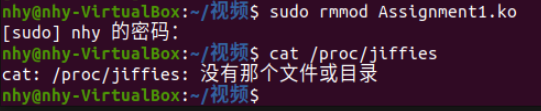 nhy@nhy-VirtualBox:~/视频$ sudo rmmod Assignment1.ko
[sudo] nhy 的密码：
nhy@nhy-VirtualBox:~/视频$ cat /proc/jiffies
cat: /proc/jiffies: 没有那个文件或目录
nhy@nhy-VirtualBox:~/视频$